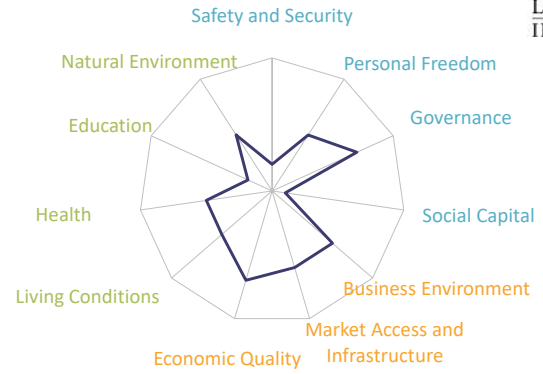 Safety and Security
Natural Environment
Personal Freedom
Education
Governance
Health
Social Capital
Business Environment
Living Conditions
Market Access and
Infrastructure
Economic Quality